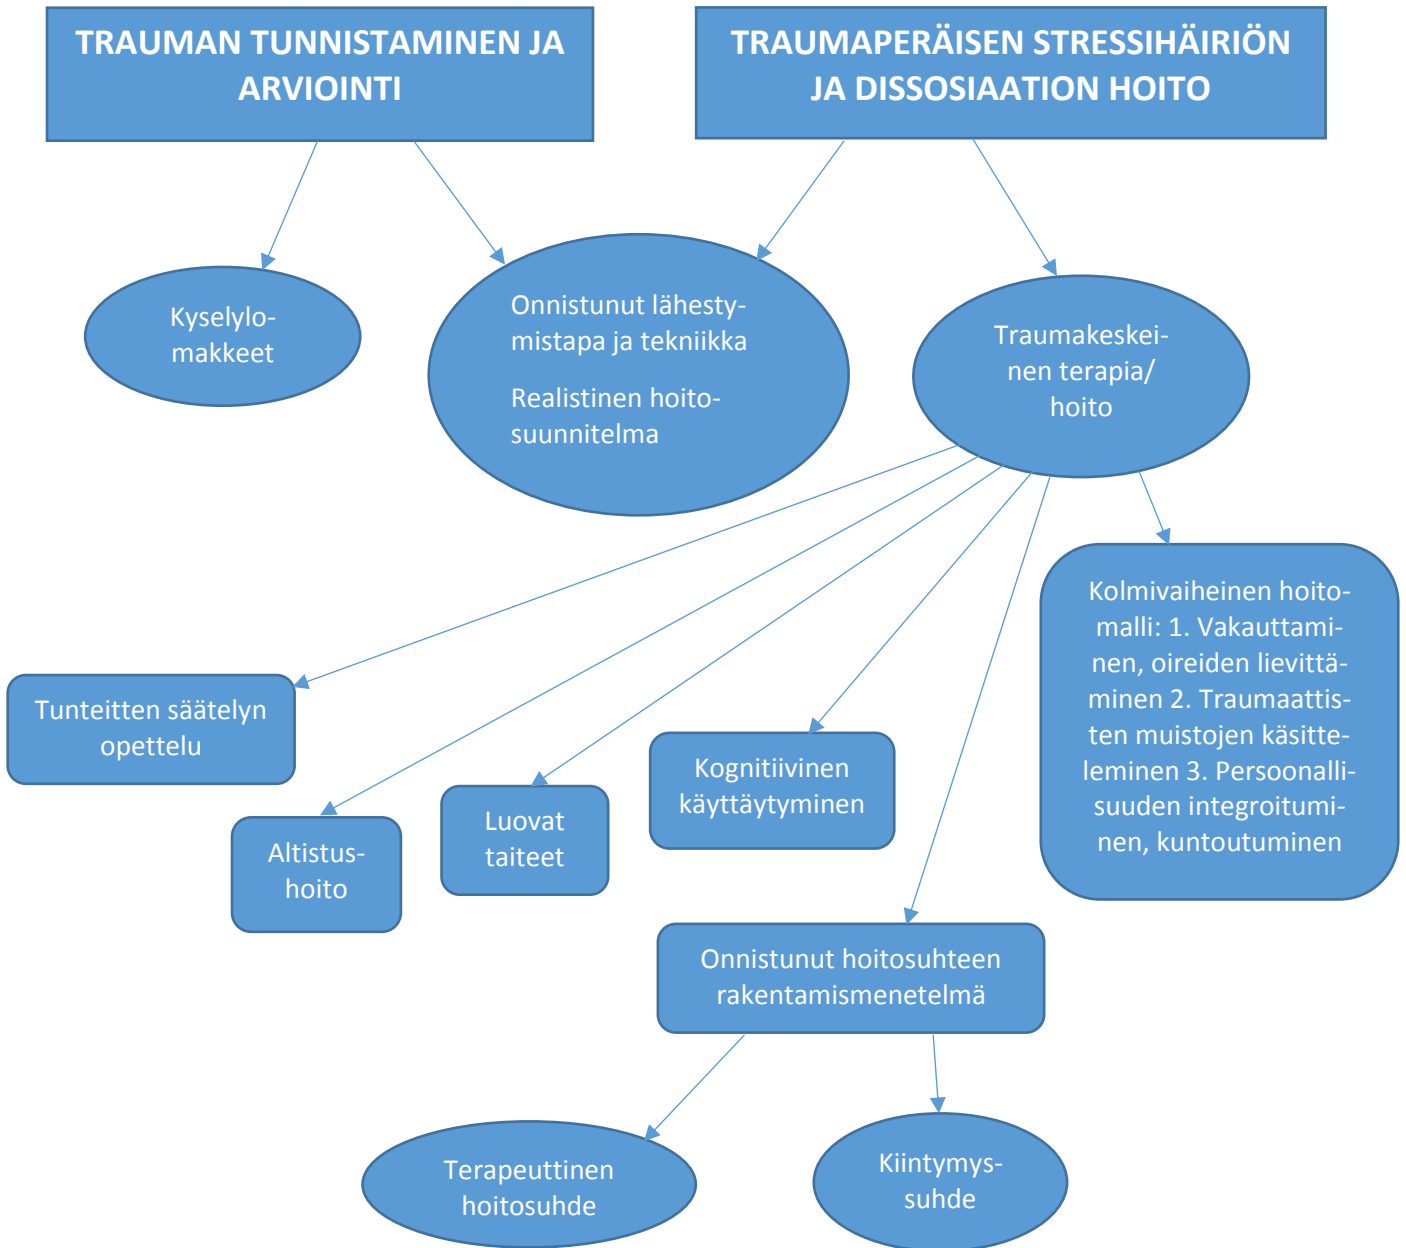 TRAUMAN TUNNISTAMINEN JA
ARVIOINTI
TRAUMAPERÄISEN STRESSIHÄIRIÖN
JA DISSOSIAATION HOITO
Kyselylo-
makkeet
Onnistunut lähesty-
mistapa ja tekniikka
Realistinen hoito-
suunnitelma
Traumakeskei-
nen terapia/
hoito
Kolmivaiheinen hoito-
malli: 1. Vakauttami-
nen, oireiden lievittä-
minen 2. Traumaattis-
ten muistojen käsitte-
leminen 3. Persoonalli-
suuden integroitumi-
nen, kuntoutuminen
Tunteitten säätelyn
opettelu
Altistus-
hoito
Luovat
taiteet
Kognitiivinen
käyttäytyminen
Onnistunut hoitosuhteen
rakentamismenetelmä
Terapeuttinen
hoitosuhde
Kiintymys-
suhde